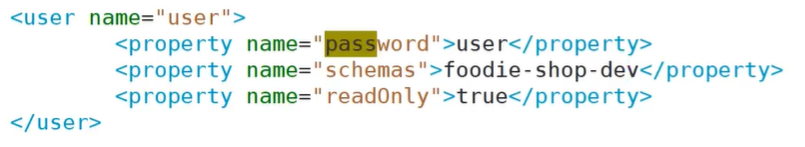 <user name="user">
        <property name="password">user</property>
        <property name="schemas">foodie-shop-dev</property>
        <property name="readOnly">true</property>
</user>